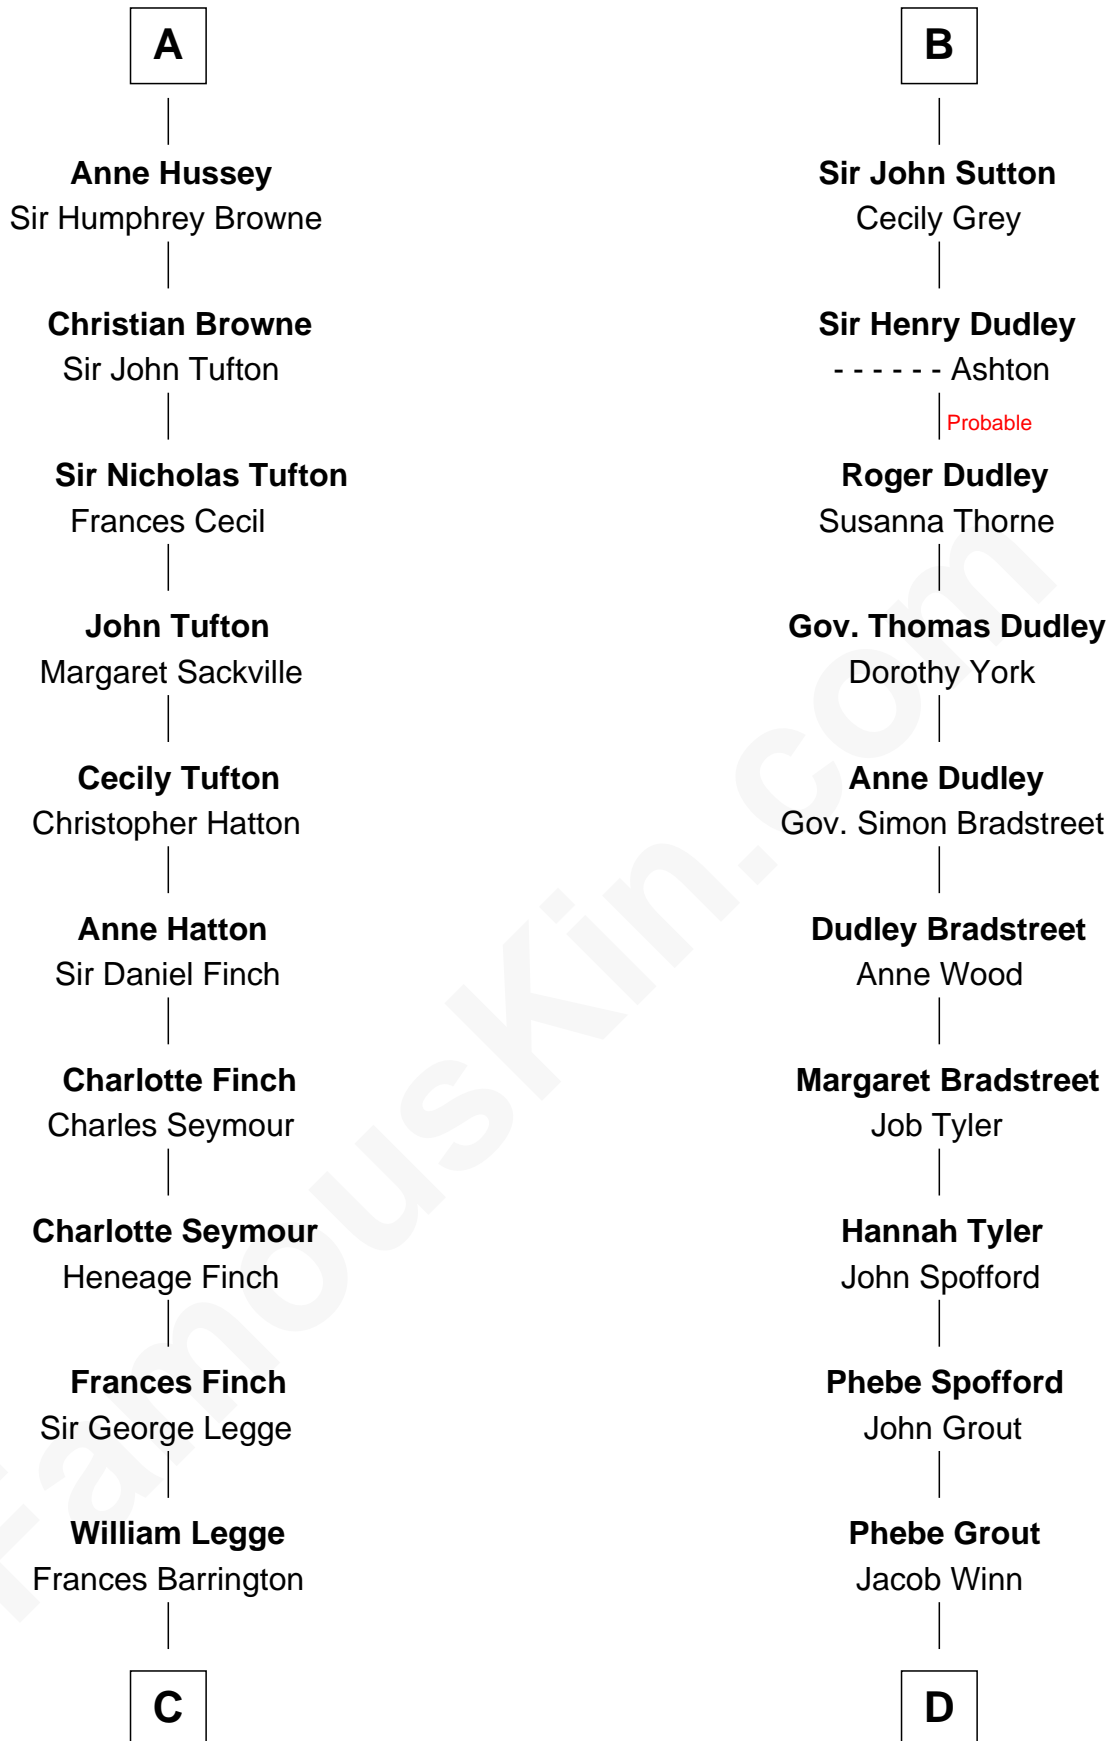 A
Anne Hussey
Sir Humphrey Browne
Christian Browne
Sir John Tufton
Sir Nicholas Tufton
Frances Cecil
John Tufton
Margaret Sackville
Cecily Tufton
Christopher Hatton
Anne Hatton
Sir Daniel Finch
Charlotte Finch
Charles Seymour
Charlotte Seymour
Heneage Finch
Frances Finch
Sir George Legge
William Legge
Frances Barrington
C
B
Sir John Sutton
Cecily Grey
Sir Henry Dudley
- - - - - - Ashton
Probable
Roger Dudley
Susanna Thorne
Gov. Thomas Dudley
Dorothy York
Anne Dudley
Gov. Simon Bradstreet
Dudley Bradstreet
Anne Wood
Margaret Bradstreet
Job Tyler
Hannah Tyler
John Spofford
Phebe Spofford
John Grout
Phebe Grout
Jacob Winn
D
FamousKin.com